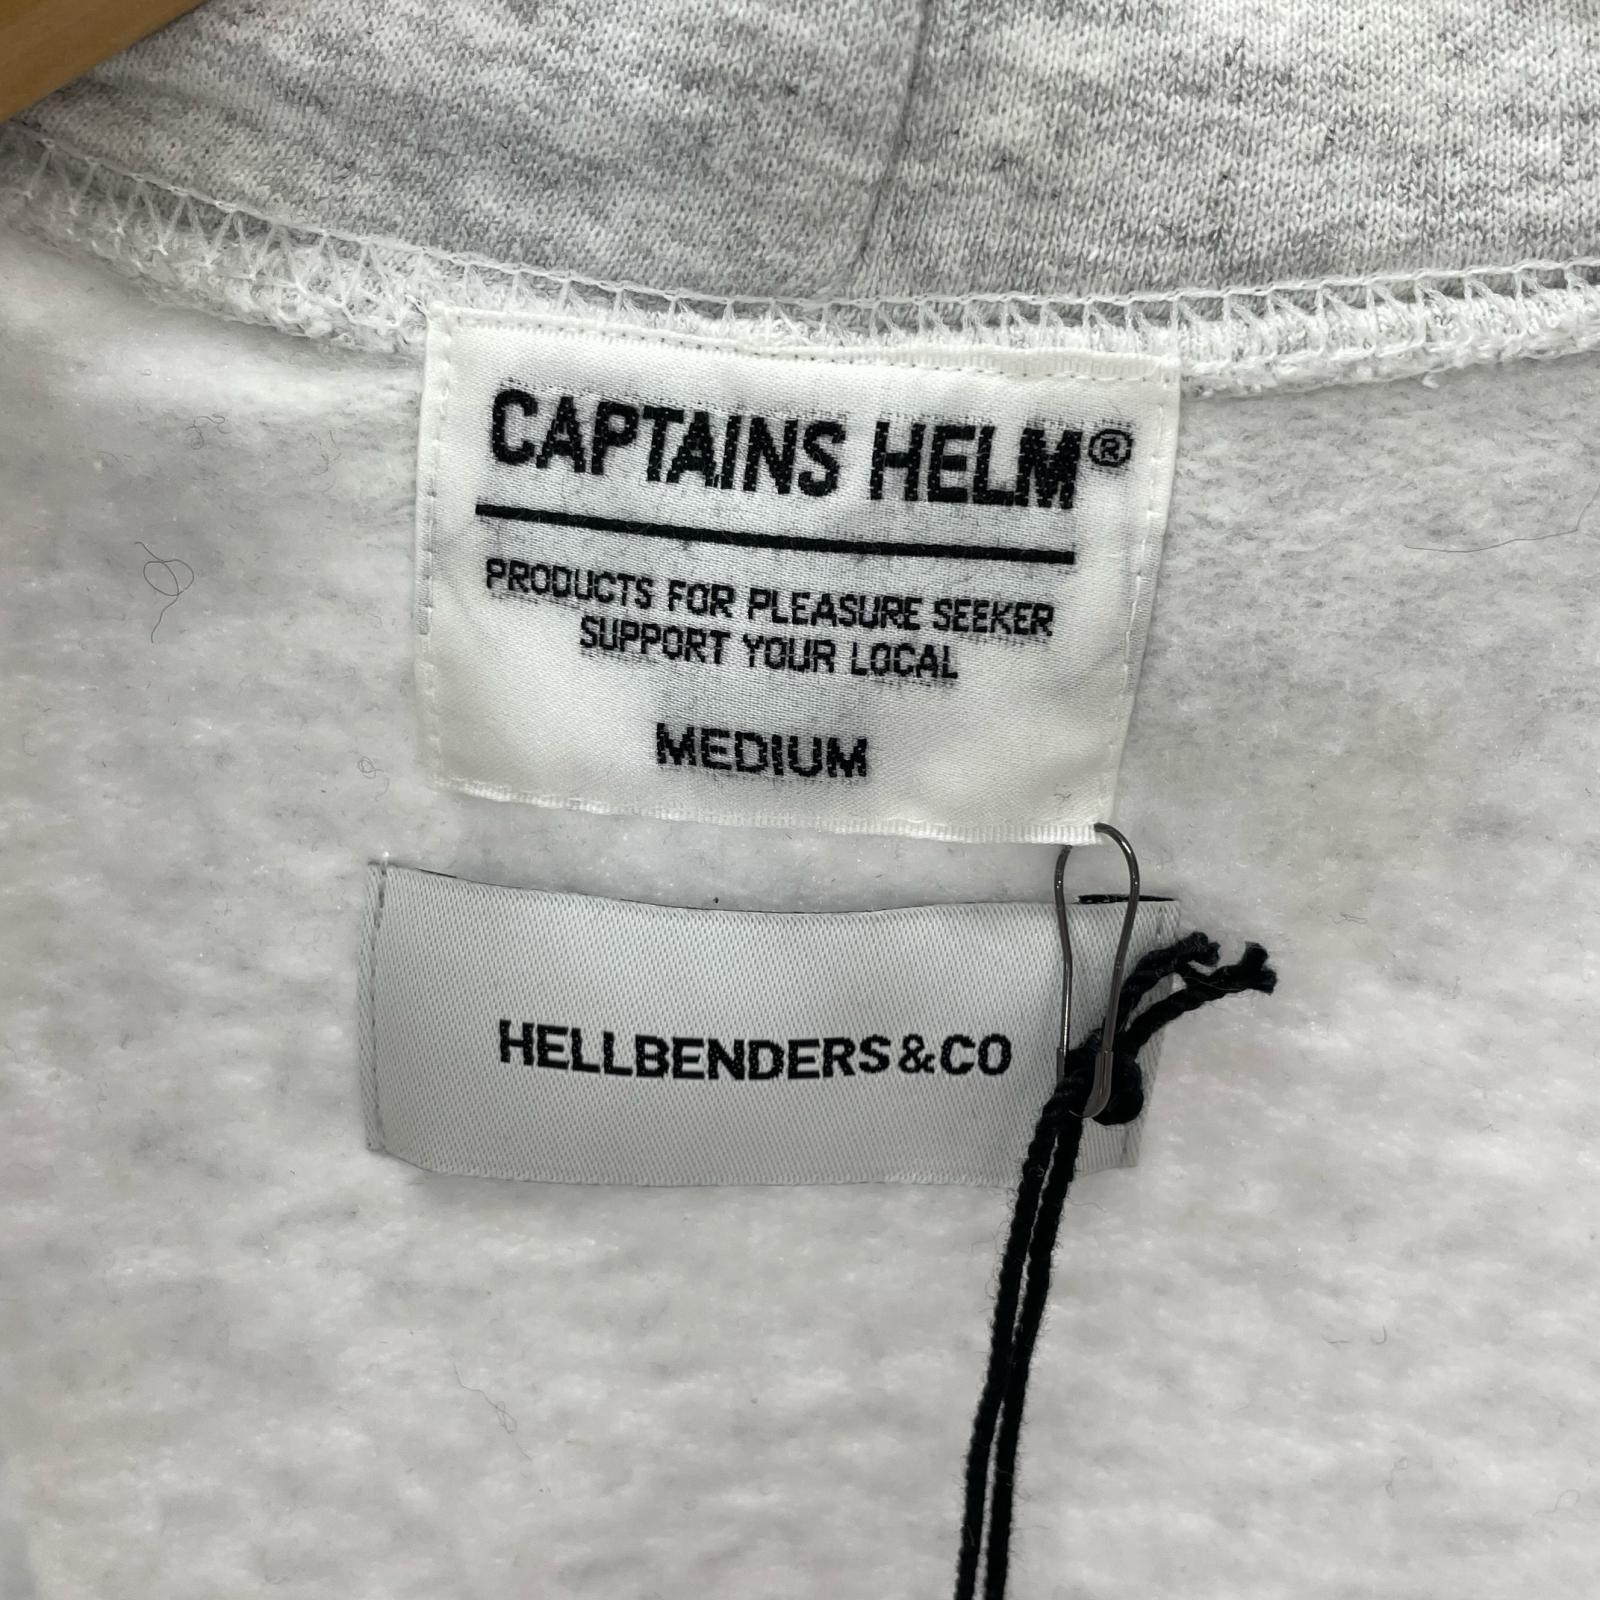 CAPTAINS HELM®
PRODUCTS FOR PLEASURE SEEKER
SUPPORT YOUR LOCAL
MEDIUM
HELLBENDERS&CO